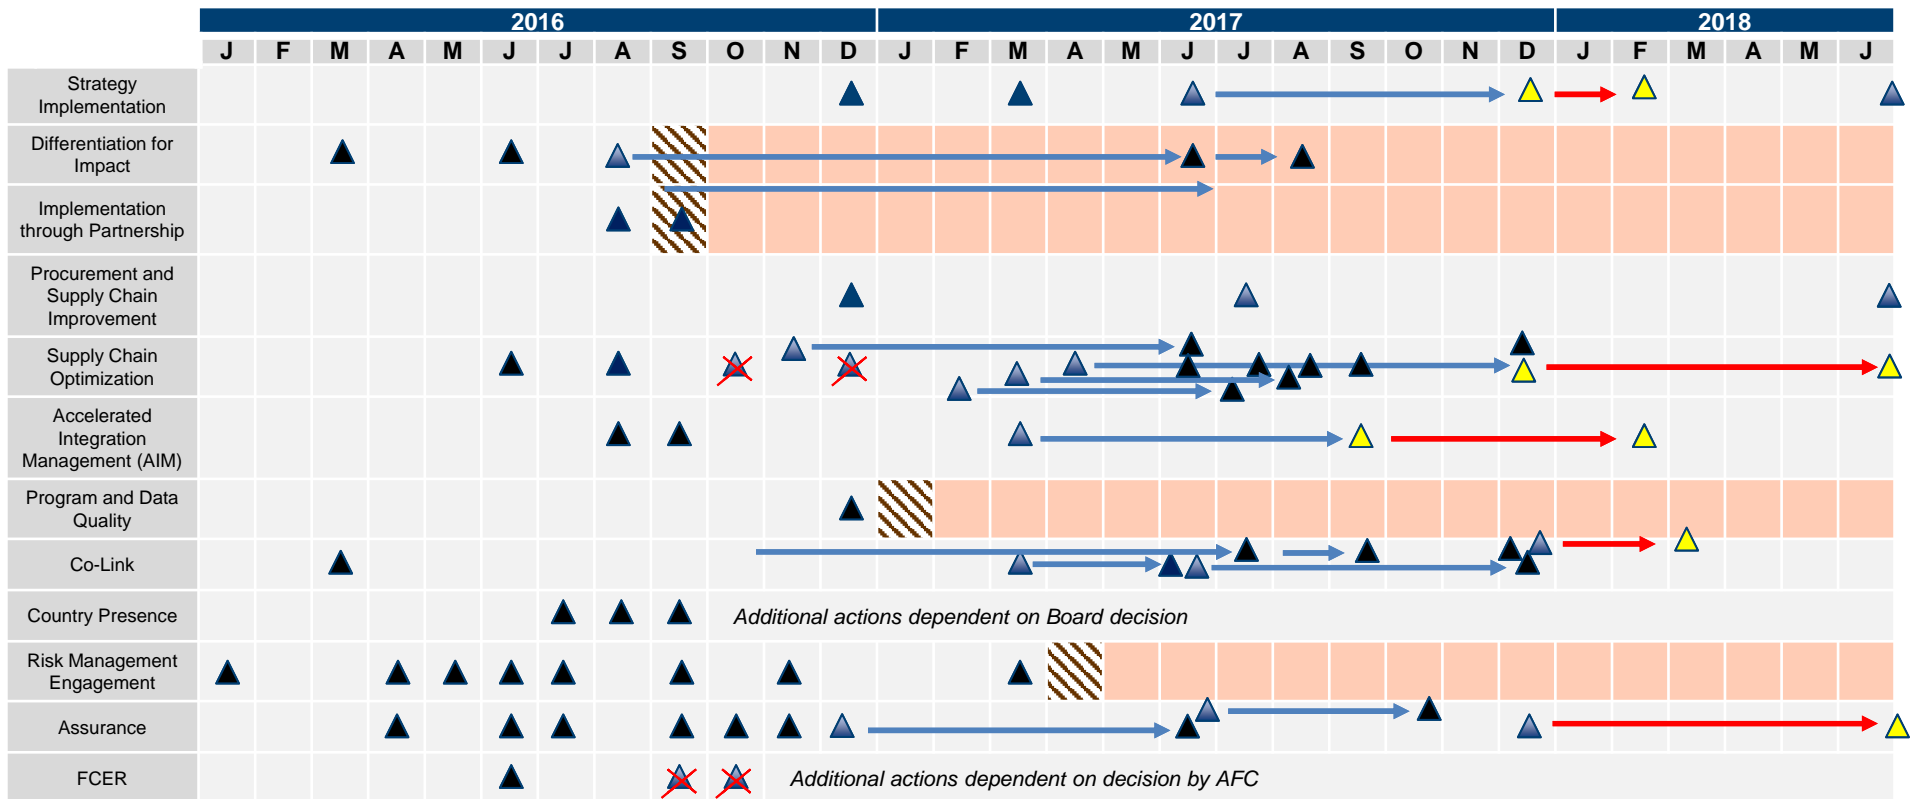 2016 2017 2018
J F M A M J J A S O N D J F M A M J J A S O N D J F M A M J
Strategy
Implementation
Differentiation for
Impact
Implementation
through Partnership
Procurement and
Supply Chain
Improvement
Supply Chain
Optimization
Accelerated
Integration
Management (AIM)
Program and Data
Quality
Co-Link
Country Presence
Additional actions dependent on Board decision
Risk Management
Engagement
Assurance
FCER
Additional actions dependent on decision by AFC